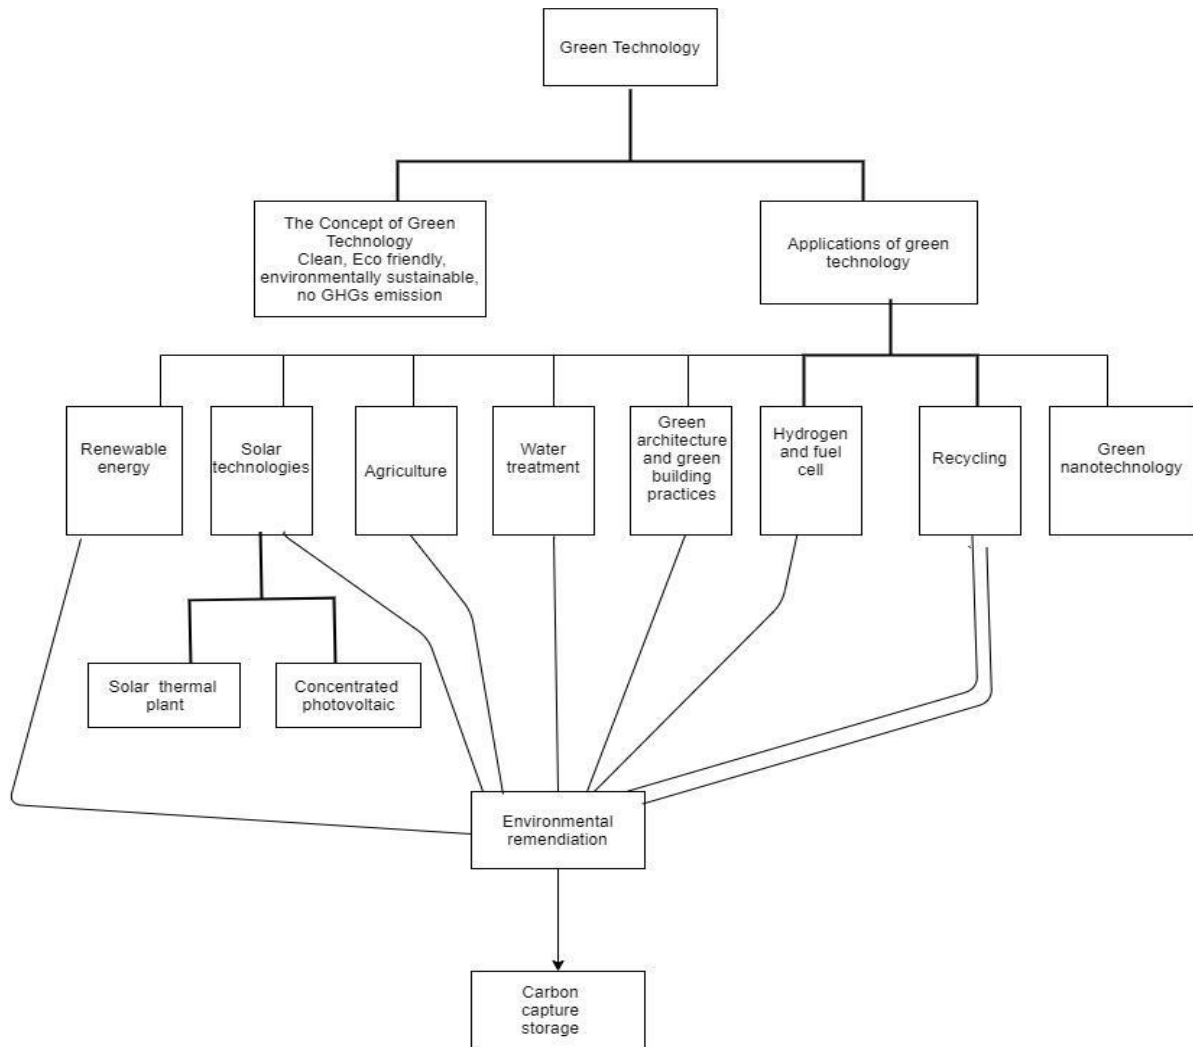 Green Technology
The Concept of Green
Technology
Clean, Eco friendly,
environmentally sustainable,
no GHGs emission
Applications of green
technology
Renewable
energy
Solar
technologies
Agriculture
Water
treatment
Green
architecture
and green
building
practices
Hydrogen
and fuel
cell
Recycling
Green
nanotechnology
Solar thermal
plant
Concentrated
photovoltaic
Environmental
remendiation
Carbon
capture
storage